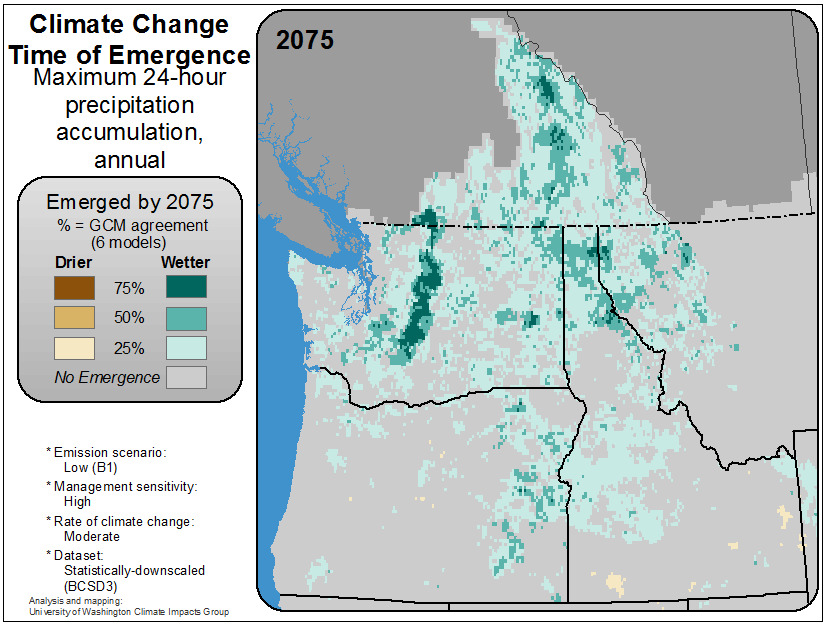 Climate Change
Time of Emergence
Maximum 24-hour
precipitation
accumulation,
annual
2075
Emerged by 2075
% = GCM agreement
(6 models)
Drier Wetter
75%
50%
25%
No Emergence
* Emission scenario:
Low (B1)
* Management sensitivity:
High
* Rate of climate change:
Moderate
* Dataset:
Statistically-downscaled
(BCSD3)
Analysis and mapping:
University of Washington Climate Impacts Group